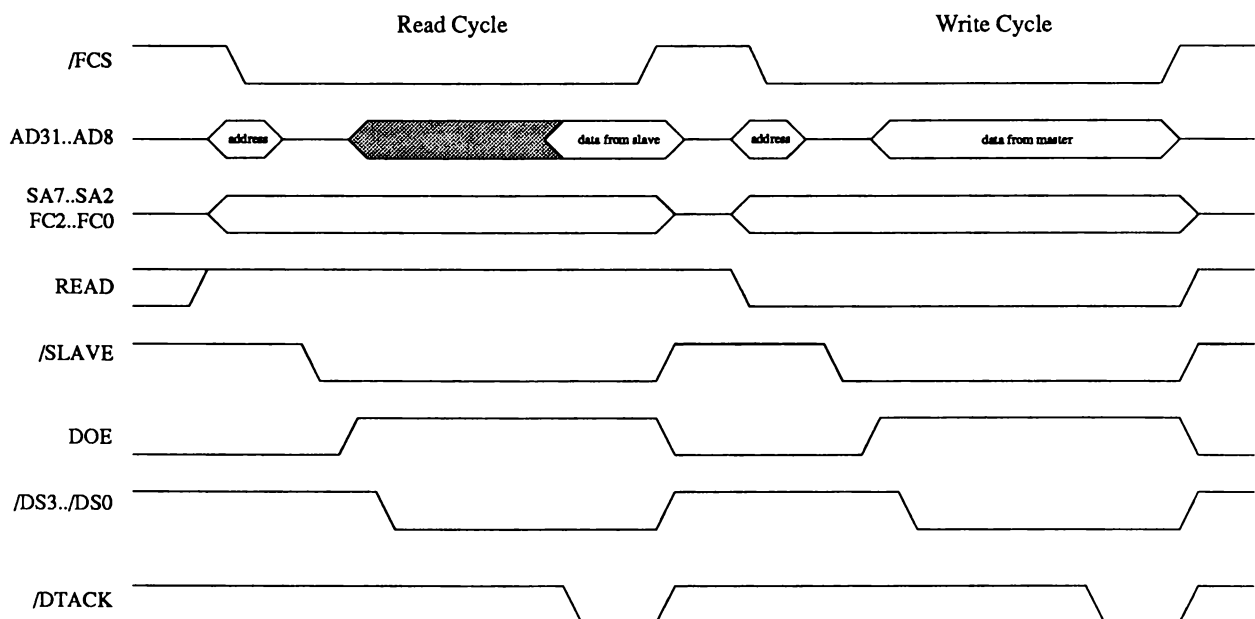 Read Cycle Write Cycle
/FCS
AD31..AD8 address data from slave address data from master
SA7..SA2
FC2..FC0
READ
/SLAVE
DOE
/DS3../DS0
/DTACK